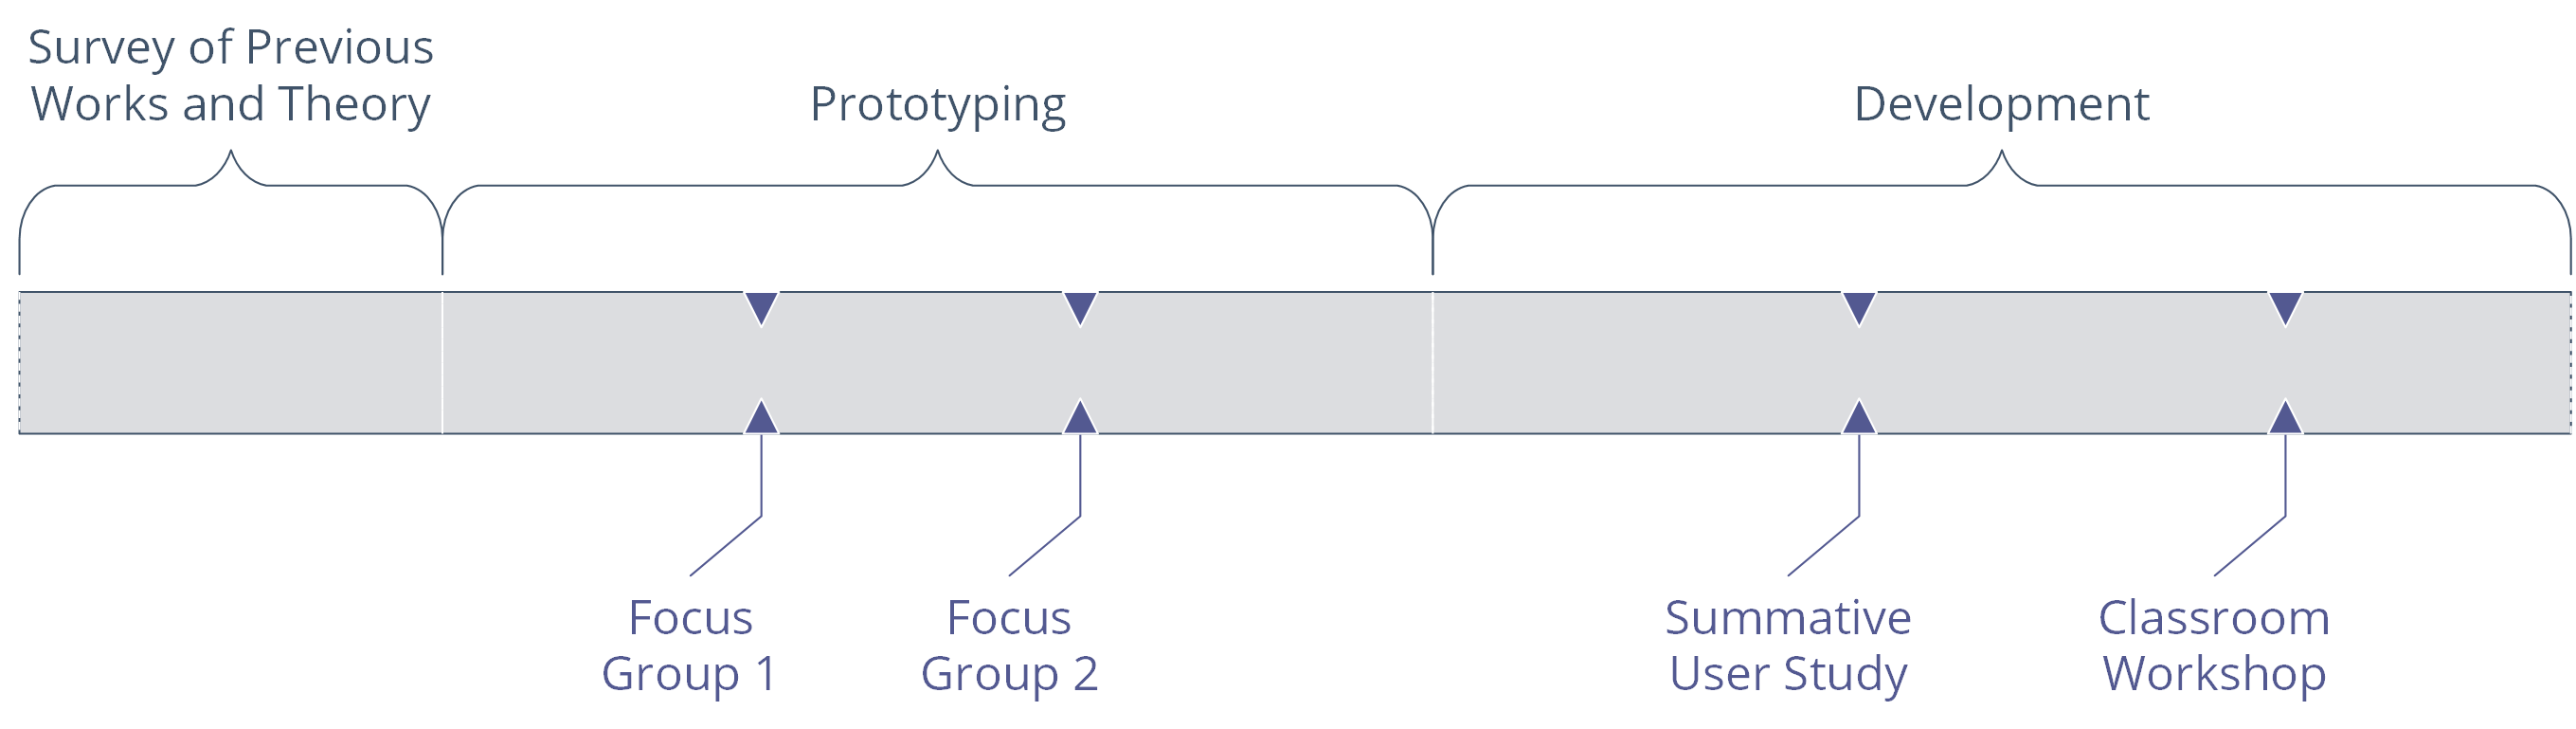 Survey of Previous
Works and Theory
Prototyping
Development
Focus
Group 1
Focus
Group 2
Summative
User Study
Classroom
Workshop